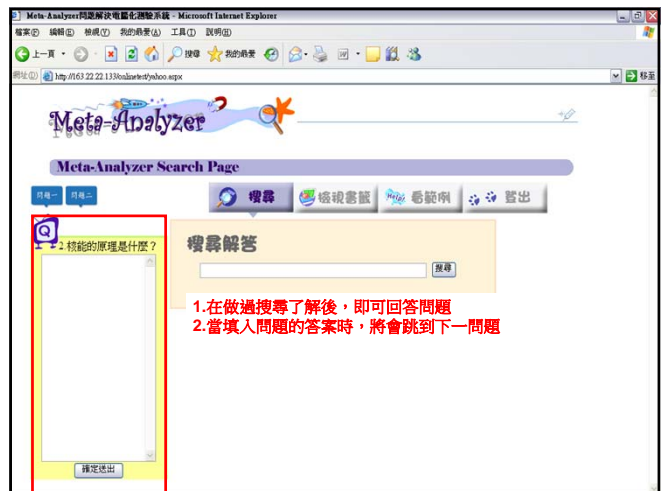 Meta-Analyzer問題解決電腦化測驗系統 - Microsoft Internet Explorer
檔案(F) 編輯(E) 檢視(V) 我的最愛(A) 工具(T) 說明(H)
上一頁 搜尋 我的最愛
網址(D) http://163.22.22.133/onlinetest/yahoo.aspx 移至
Meta-Analyzer
Meta-Analyzer Search Page
問卷一 問卷二 搜尋 檢視書籤 看範例 登出
Q
2.核能的原理是什麼?
搜尋解答
搜尋
1.在做過搜尋了解後，即可回答問題
2.當填入問題的答案時，將會跳到下一問題
確定送出